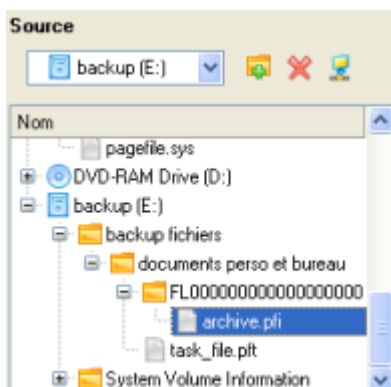 Source
backup (E:)
Nom
pagefile.sys
DVD-RAM Drive (D:)
backup (E:)
backup fichiers
documents perso et bureau
FL0000000000000000000
archive.pfi
task_file.pft
System Volume Information